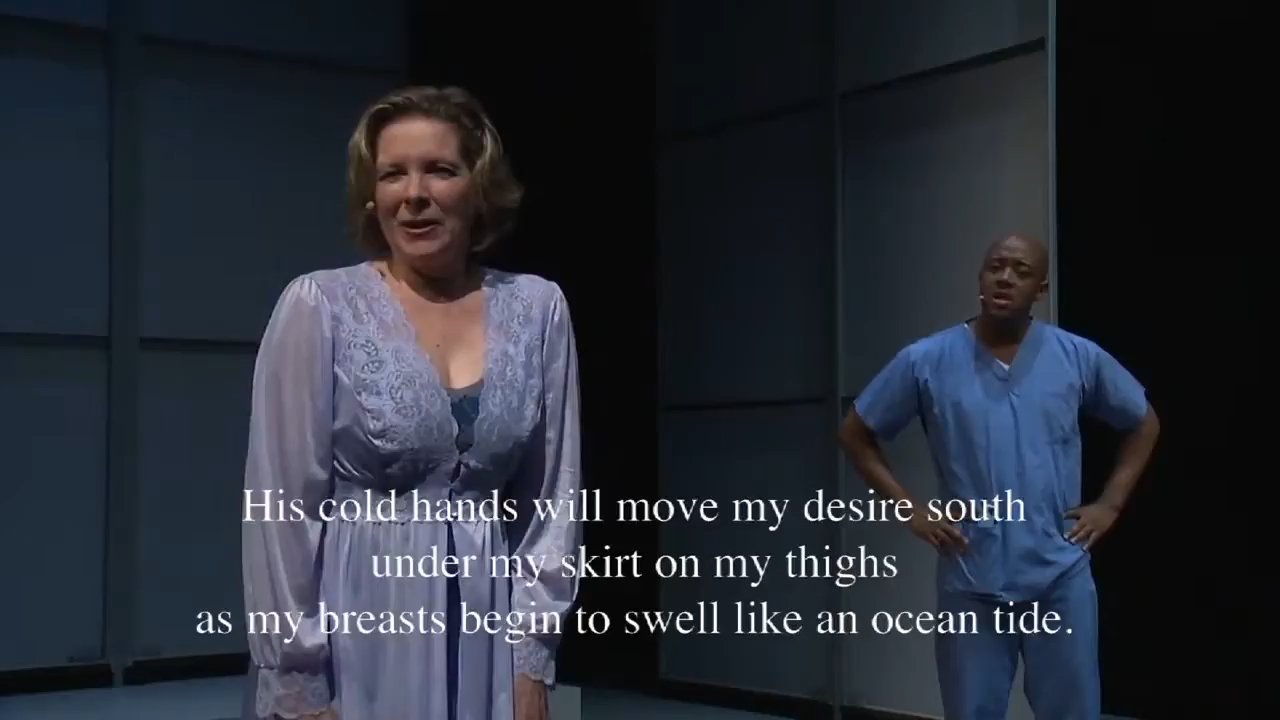 His cold hands will move my desire south
under my skirt on my thighs
as my breasts begin to swell like an ocean tide.